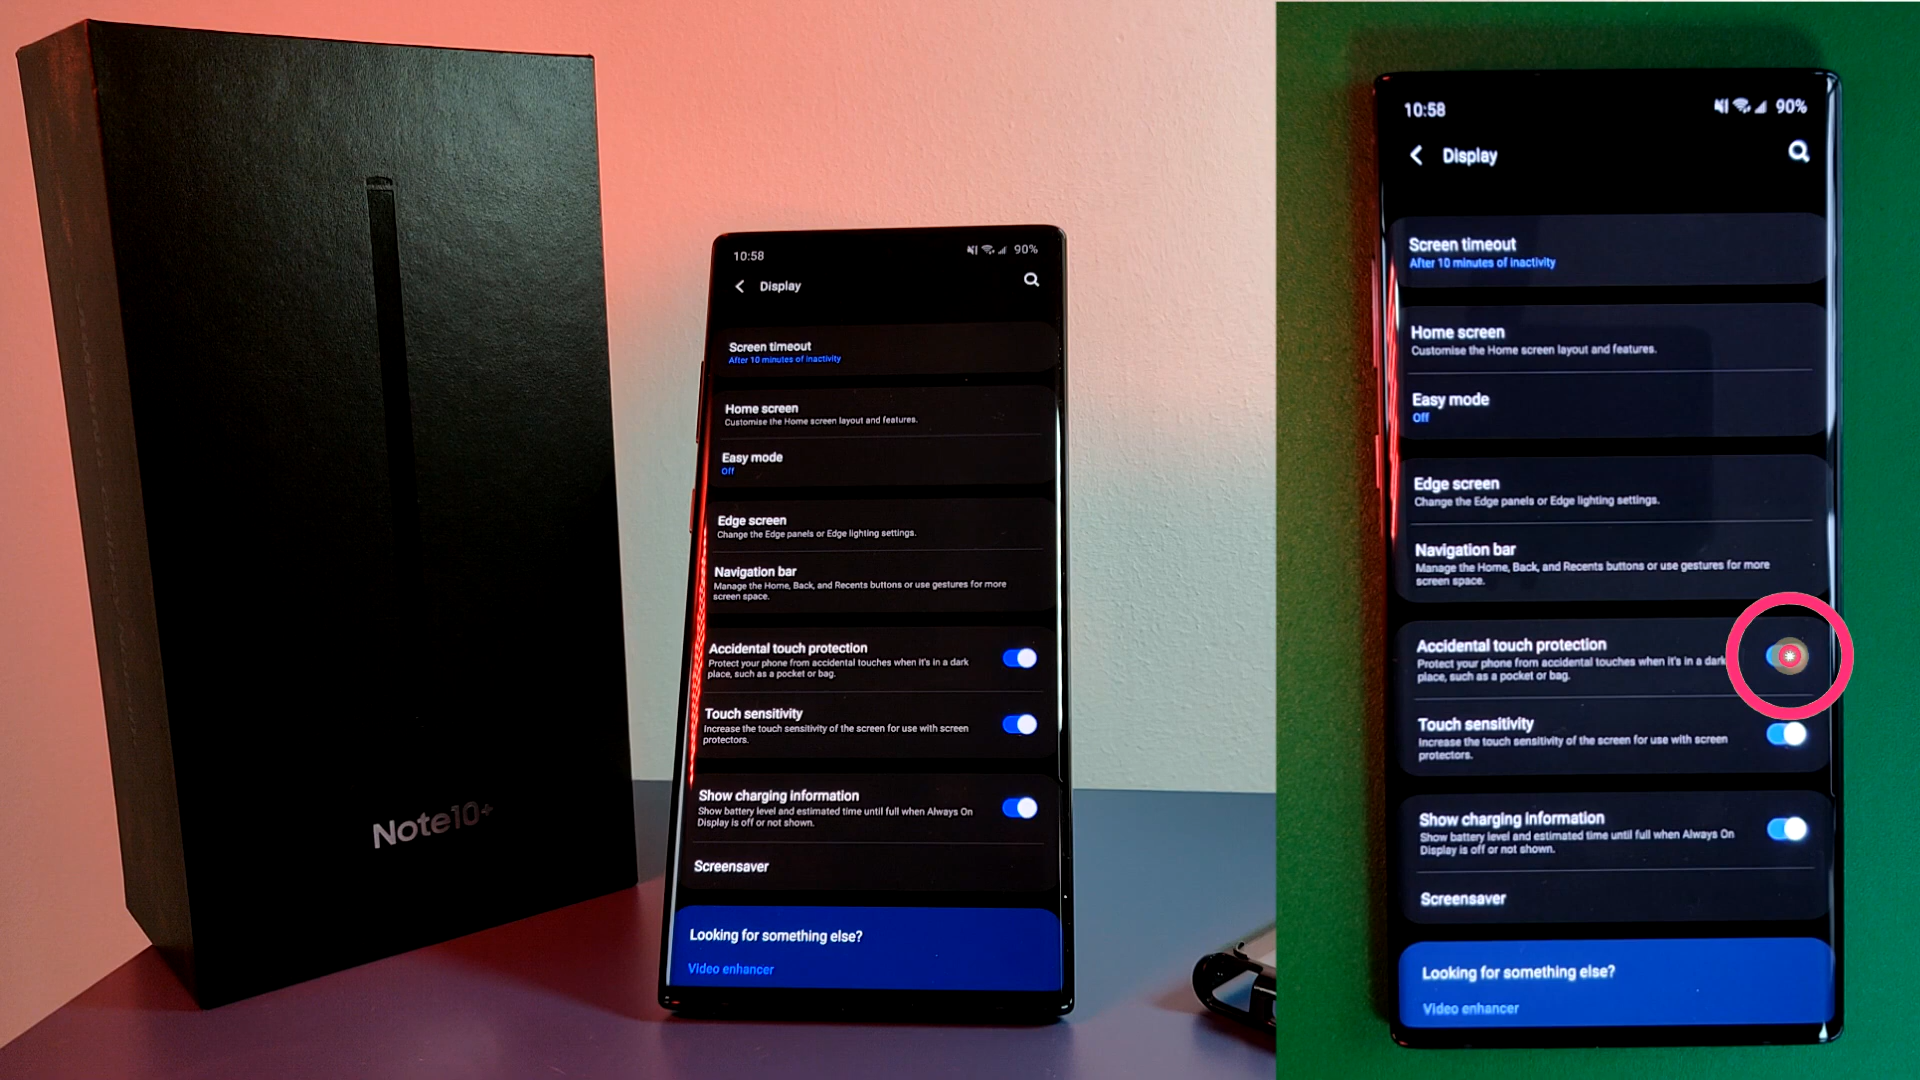 Note10+
10:58
90%
Display
Screen timeout
After 10 minutes of inactivity
Home screen
Customise the Home screen layout and features.
Easy mode
Off
Edge screen
Change the Edge panels or Edge lighting settings.
Navigation bar
Manage the Home, Back, and Recents buttons or use gestures for more
screen space.
Accidental touch protection
Protect your phone from accidental touches when it's in a dark
place, such as a pocket or bag.
Touch sensitivity
Increase the touch sensitivity of the screen for use with screen
protectors.
Show charging information
Show battery level and estimated time until full when Always On
Display is off or not shown.
Screensaver
Looking for something else?
Video enhancer
10:58
90%
Display
Screen timeout
After 10 minutes of inactivity
Home screen
Customise the Home screen layout and features.
Easy mode
Off
Edge screen
Change the Edge panels or Edge lighting settings.
Navigation bar
Manage the Home, Back, and Recents buttons or use gestures for more
screen space.
Accidental touch protection
Protect your phone from accidental touches when it's in a dark
place, such as a pocket or bag.
Touch sensitivity
Increase the touch sensitivity of the screen for use with screen
protectors.
Show charging information
Show battery level and estimated time until full when Always On
Display is off or not shown.
Screensaver
Looking for something else?
Video enhancer